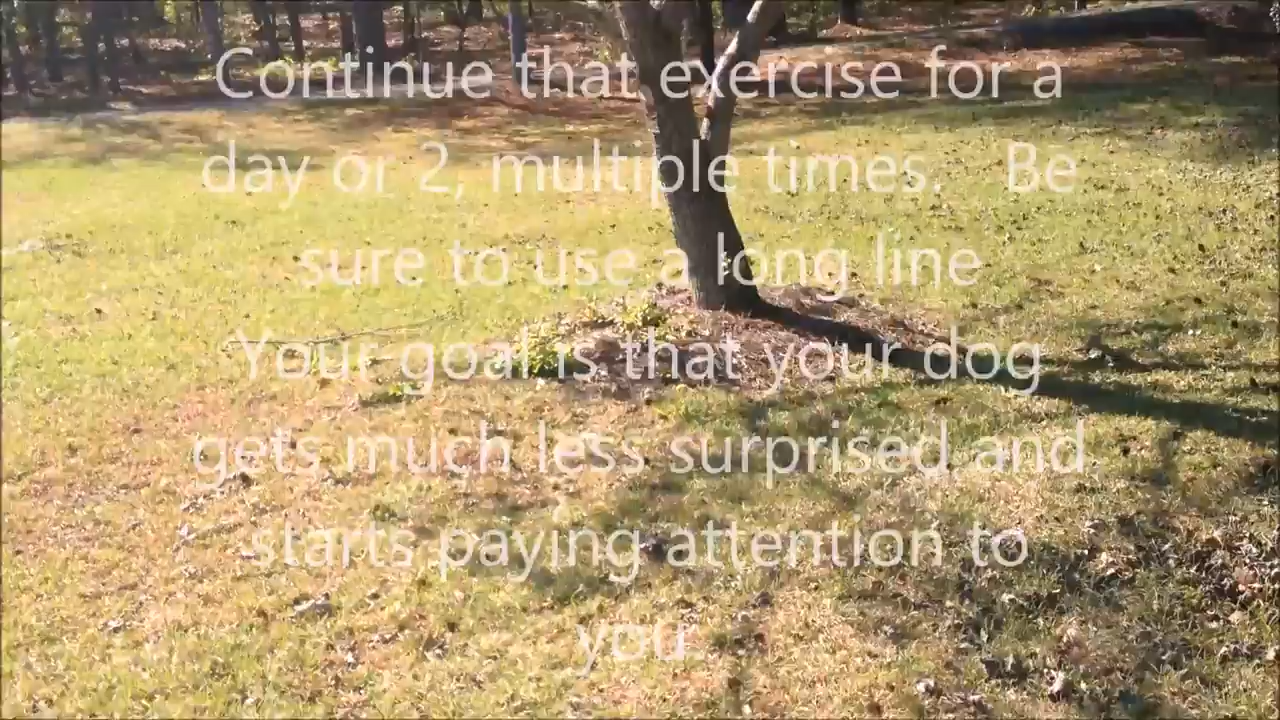 Continue that exercise for a
day or 2, multiple times.   Be
sure to use a long line
Your goal is that your dog
gets much less surprised and
starts paying attention to
you